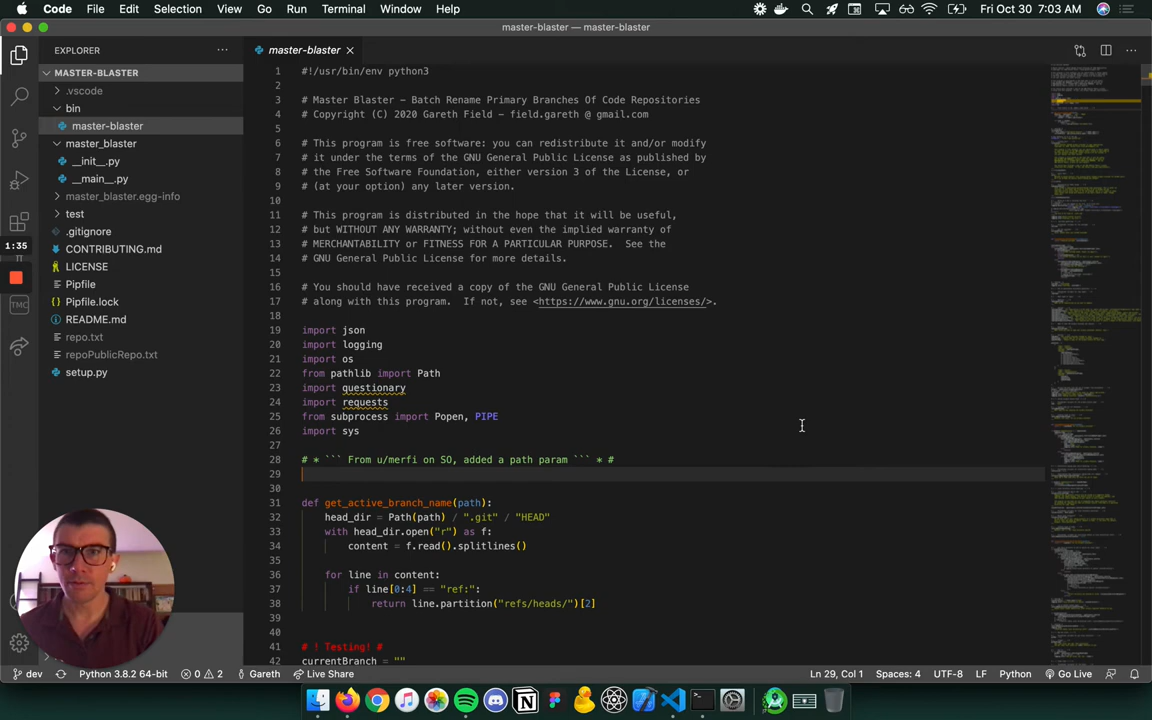 Code File Edit Selection View Go Run Terminal Window Help Fri Oct 30 7:03 AM
master-blaster — master-blaster
EXPLORER
MASTER-BLASTER
.vscode
bin
master-blaster
master_blaster
__init__.py
__main__.py
master_blaster.egg-info
test
.gitignore
CONTRIBUTING.md
LICENSE
Pipfile
Pipfile.lock
README.md
repo.txt
repoPublicRepo.txt
setup.py
1:35
TMC
master-blaster
1 #!/usr/bin/env python3
2
3 # Master Blaster - Batch Rename Primary Branches Of Code Repositories
4 # Copyright (C) 2020 Gareth Field - field.gareth @ gmail.com
5
6 # This program is free software: you can redistribute it and/or modify
7 # it under the terms of the GNU General Public License as published by
8 # the Free Software Foundation, either version 3 of the License, or
9 # (at your option) any later version.
10
11 # This program is distributed in the hope that it will be useful,
12 # but WITHOUT ANY WARRANTY; without even the implied warranty of
13 # MERCHANTABILITY or FITNESS FOR A PARTICULAR PURPOSE.  See the
14 # GNU General Public License for more details.
15
16 # You should have received a copy of the GNU General Public License
17 # along with this program.  If not, see <https://www.gnu.org/licenses/>.
18
19 import json
20 import logging
21 import os
22 from pathlib import Path
23 import questionary
24 import requests
25 from subprocess import Popen, PIPE
26 import sys
27
28 # * ``` From u/merfi on SO, added a path param ``` * #
29
30
31 def get_active_branch_name(path):
32     head_dir = Path(path) / ".git" / "HEAD"
33     with head_dir.open("r") as f:
34         content = f.read().splitlines()
35
36     for line in content:
37         if line[0:4] == "ref:":
38             return line.partition("refs/heads/")[2]
39
40
41 # ! Testing! #
42 currentBranch = ""
dev Python 3.8.2 64-bit 0 2 Gareth Live Share Ln 29, Col 1 Spaces: 4 UTF-8 LF Python Go Live